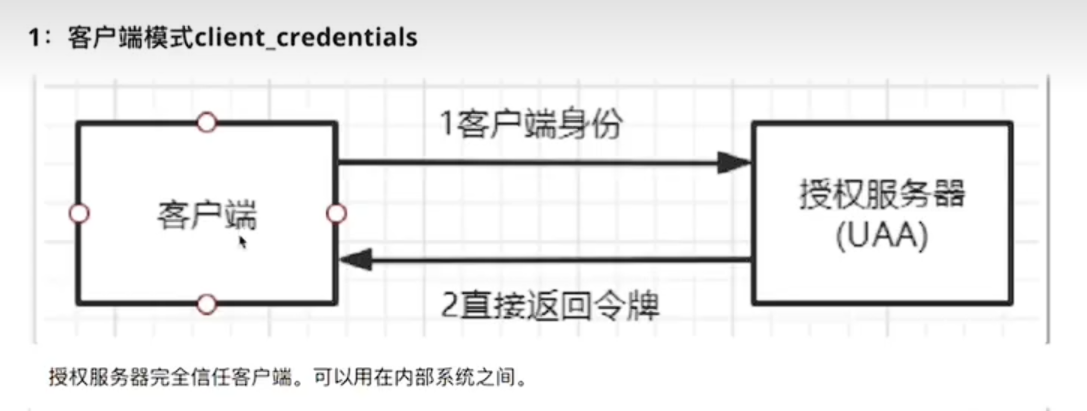 1：客户端模式client_credentials
1客户端身份
客户端
授权服务器
(UAA)
2直接返回令牌
授权服务器完全信任客户端。可以用在内部系统之间。